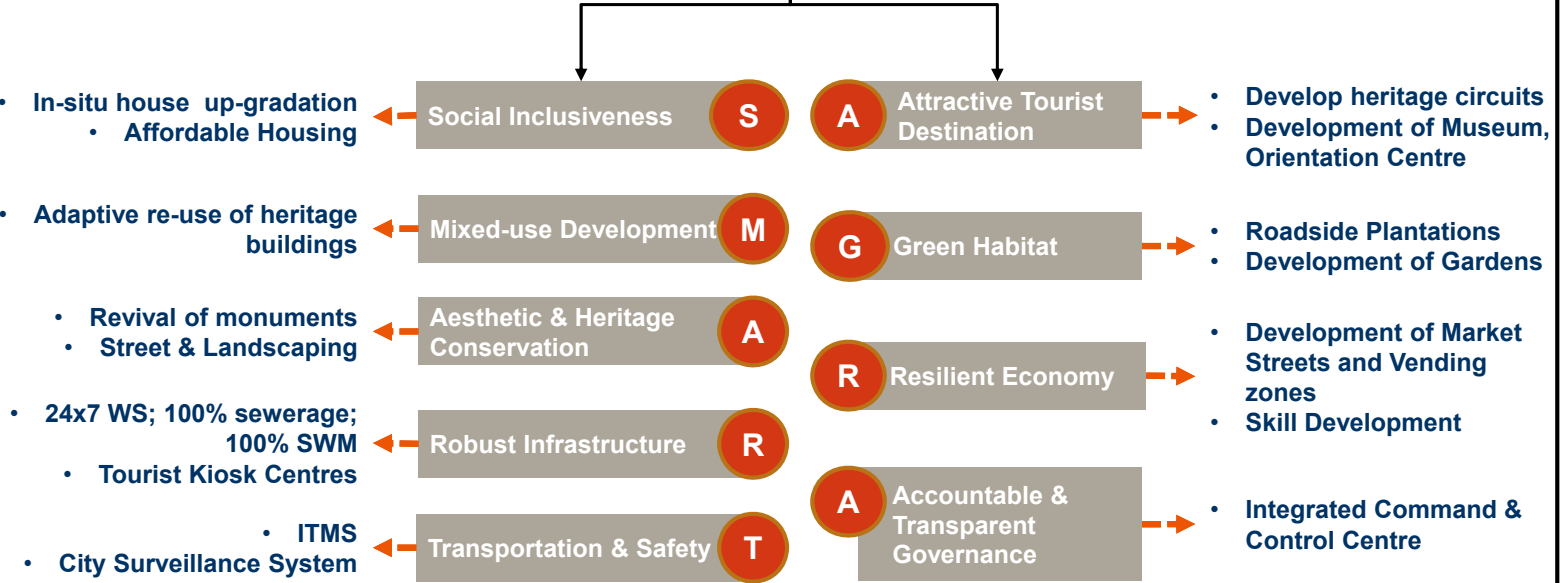 • In-situ house up-gradation
• Affordable Housing
Social Inclusiveness
S
• Adaptive re-use of heritage
buildings
Mixed-use Development
M
• Revival of monuments
• Street & Landscaping
Aesthetic & Heritage
Conservation
A
• 24x7 WS; 100% sewerage;
100% SWM
• Tourist Kiosk Centres
Robust Infrastructure
R
• ITMS
• City Surveillance System
Transportation & Safety
T
A
Attractive Tourist
Destination
• Develop heritage circuits
• Development of Museum,
Orientation Centre
G
Green Habitat
• Roadside Plantations
• Development of Gardens
R
Resilient Economy
• Development of Market
Streets and Vending
zones
• Skill Development
A
Accountable &
Transparent
Governance
• Integrated Command &
Control Centre